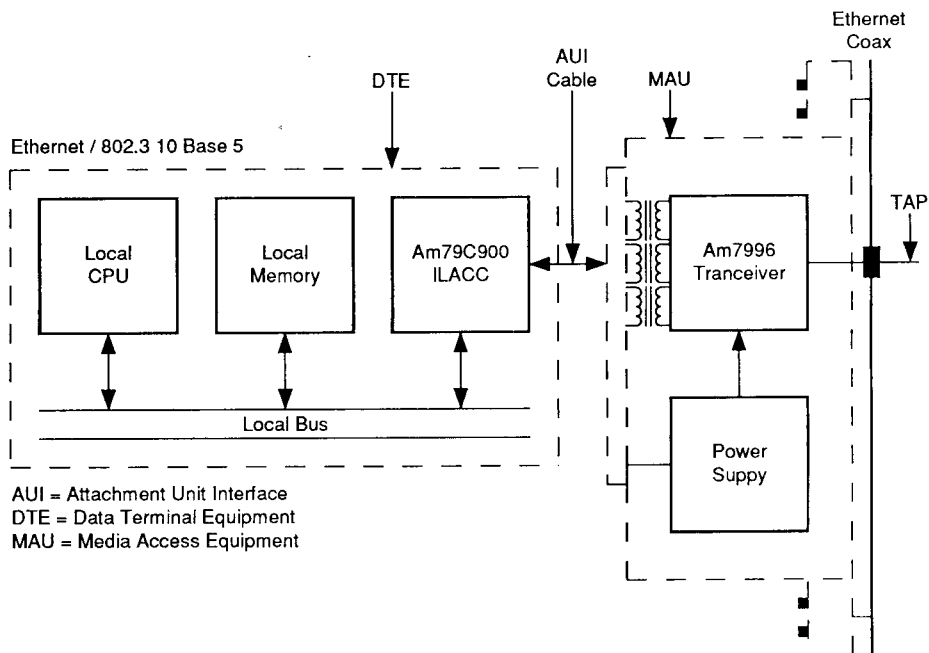 Ethernet
Coax
AUI
Cable
DTE
MAU
Ethernet / 802.3 10 Base 5
TAP
Local
CPU
Local
Memory
Am79C900
ILACC
Am7996
Tranceiver
Local Bus
Power
Suppy
AUI = Attachment Unit Interface
DTE = Data Terminal Equipment
MAU = Media Access Equipment